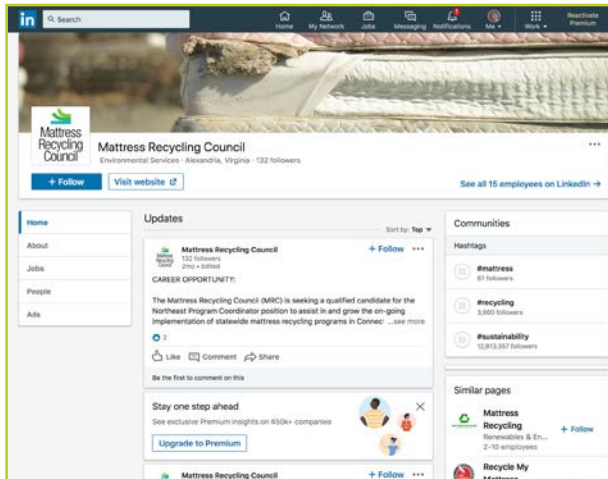 in
Search
Home
My Network
Jobs
Messaging
Notifications
Me
Work
Reactivate
Premium
Mattress
Recycling
Council
Mattress Recycling Council
Environmental Services · Alexandria, Virginia · 132 followers
+ Follow
Visit website
See all 15 employees on LinkedIn →
Home
About
Jobs
People
Ads
Updates
Sort by: Top
Mattress Recycling Council
132 followers
2mo • Edited
+ Follow
CAREER OPPORTUNITY:
The Mattress Recycling Council (MRC) is seeking a qualified candidate for the
Northeast Program Coordinator position to assist in and grow the on-going
implementation of statewide mattress recycling programs in Connec ...see more
2
Like
Comment
Share
Be the first to comment on this
Stay one step ahead
See exclusive Premium insights on 450k+ companies
Upgrade to Premium
Mattress Recycling Council
+ Follow
Communities
Hashtags
#mattress
67 followers
#recycling
3,660 followers
#sustainability
12,813,357 followers
Similar pages
Mattress
Recycling
Renewables & En...
2-10 employees
+ Follow
Recycle My
Mattress